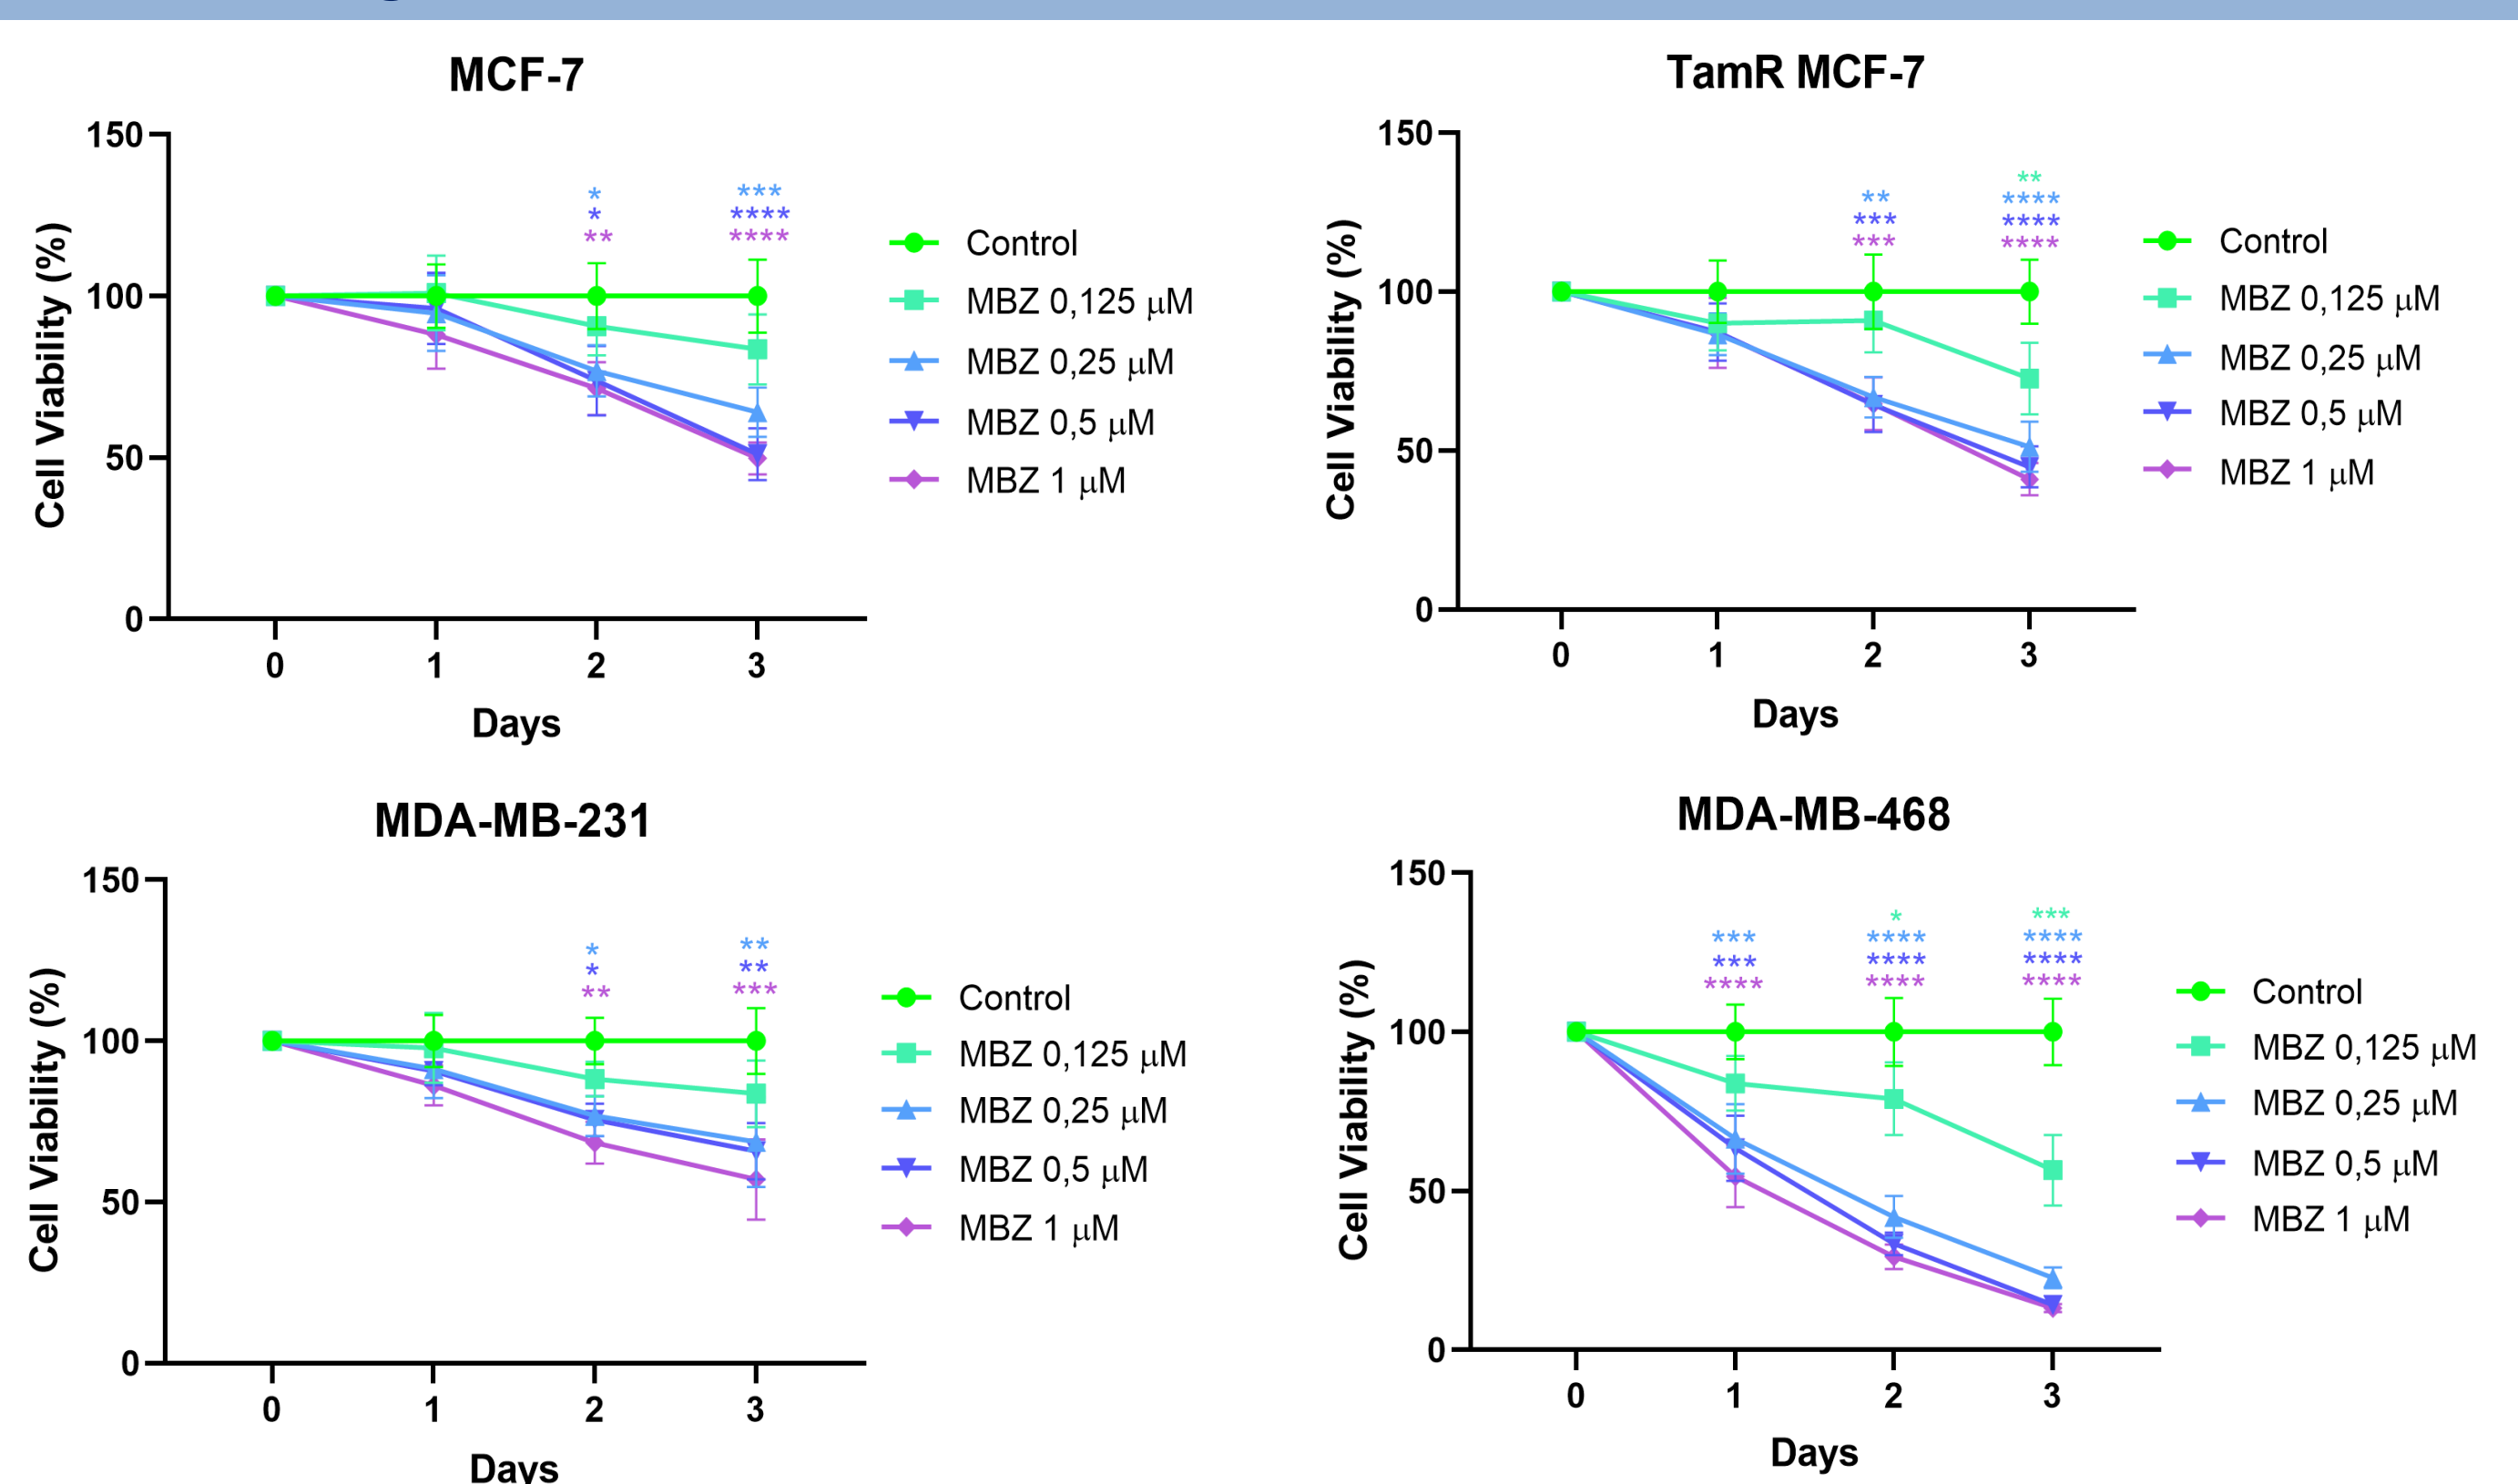 MCF-7
150
100
50
0
Cell Viability (%)
*
*
**
***
****
****
0 1 2 3
Days
Control
MBZ 0,125 μM
MBZ 0,25 μM
MBZ 0,5 μM
MBZ 1 μM
TamR MCF-7
150
100
50
0
Cell Viability (%)
**
***
***
**
****
****
****
0 1 2 3
Days
Control
MBZ 0,125 μM
MBZ 0,25 μM
MBZ 0,5 μM
MBZ 1 μM
MDA-MB-231
150
100
50
0
Cell Viability (%)
*
*
**
**
**
***
0 1 2 3
Days
Control
MBZ 0,125 μM
MBZ 0,25 μM
MBZ 0,5 μM
MBZ 1 μM
MDA-MB-468
150
100
50
0
Cell Viability (%)
***
***
****
*
****
****
****
***
****
****
****
0 1 2 3
Days
Control
MBZ 0,125 μM
MBZ 0,25 μM
MBZ 0,5 μM
MBZ 1 μM